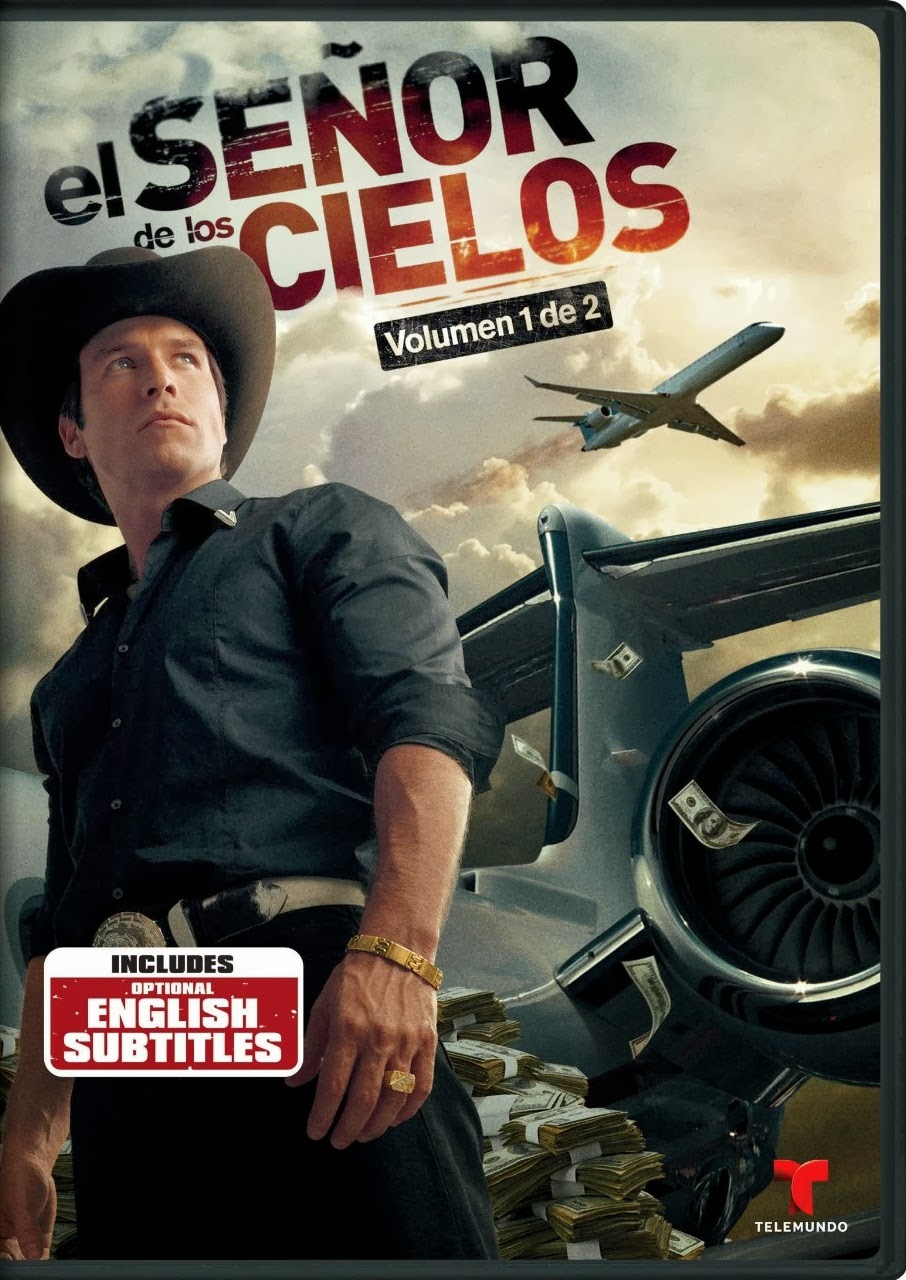 el SEÑOR
de los CIELOS
Volumen 1 de 2
INCLUDES
OPTIONAL
ENGLISH
SUBTITLES
TELEMUNDO